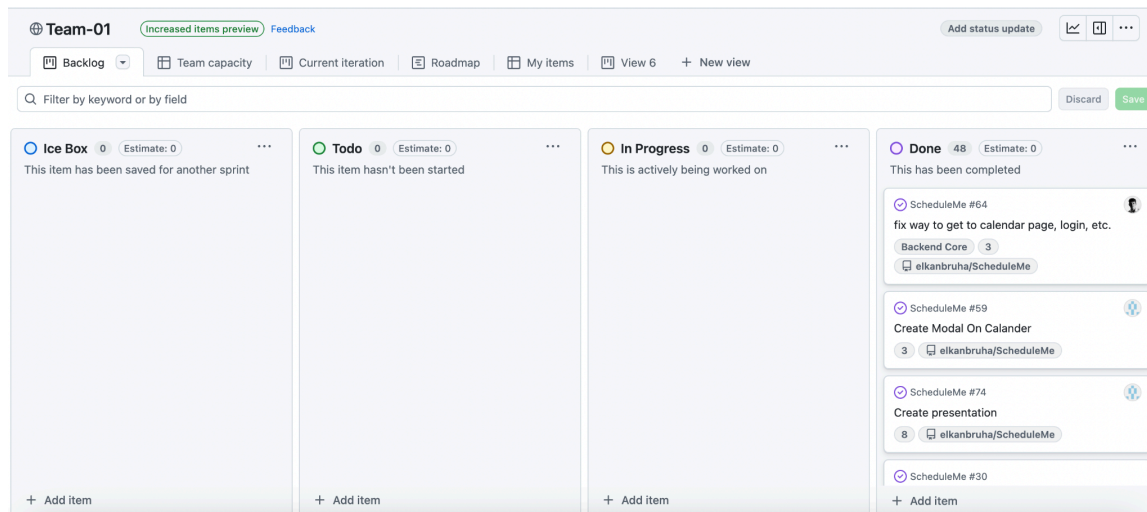 Team-01 Increased items preview Feedback Add status update
Backlog Team capacity Current iteration Roadmap My items View 6 + New view
Filter by keyword or by field Discard Save
Ice Box 0 Estimate: 0 ...
This item has been saved for another sprint
+ Add item
Todo 0 Estimate: 0 ...
This item hasn't been started
+ Add item
In Progress 0 Estimate: 0 ...
This is actively being worked on
+ Add item
Done 48 Estimate: 0 ...
This has been completed
ScheduleMe #64
fix way to get to calendar page, login, etc.
Backend Core 3
elkanbruha/ScheduleMe
ScheduleMe #59
Create Modal On Calander
3 elkanbruha/ScheduleMe
ScheduleMe #74
Create presentation
8 elkanbruha/ScheduleMe
ScheduleMe #30
+ Add item